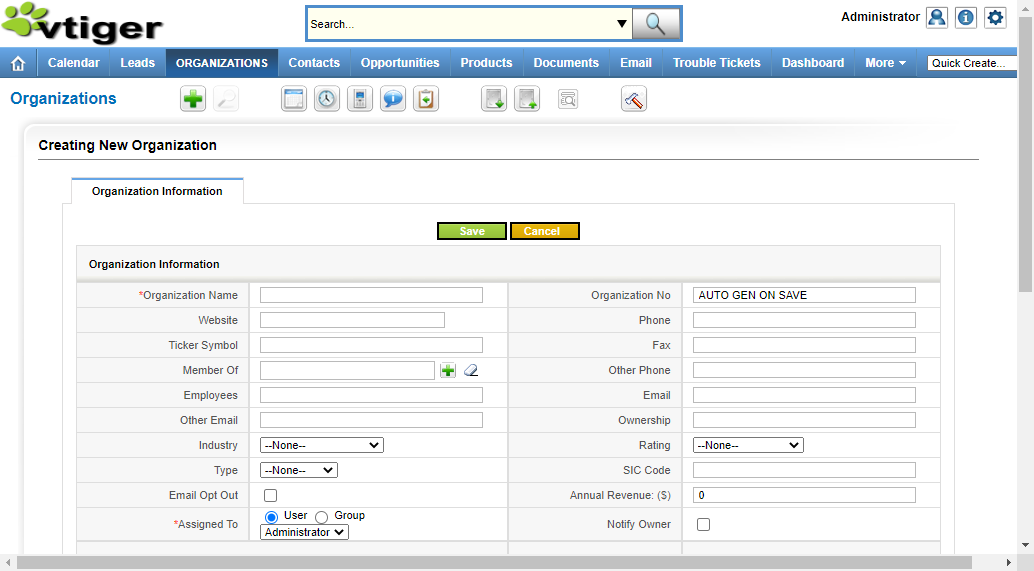 vtiger
Search...
Administrator
Calendar Leads ORGANIZATIONS Contacts Opportunities Products Documents Email Trouble Tickets Dashboard More Quick Create...
Organizations
Creating New Organization
Organization Information
Save Cancel
Organization Information
*Organization Name Organization No AUTO GEN ON SAVE
Website Phone
Ticker Symbol Fax
Member Of Other Phone
Employees Email
Other Email Ownership
Industry --None-- Rating --None--
Type --None-- SIC Code
Email Opt Out Annual Revenue: ($) 0
*Assigned To User Group Notify Owner
Administrator